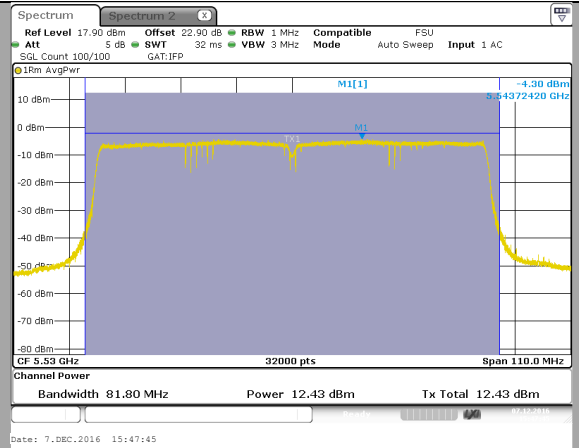 Spectrum Spectrum 2 X
Ref Level 17.90 dBm Offset 22.90 dB RBW 1 MHz Compatible FSU
Att 5 dB SWT 32 ms VBW 3 MHz Mode Auto Sweep Input 1 AC
SGL Count 100/100 GAT:IFP
1Rm AvgPwr
M1[1] -4.30 dBm
5.54372420 GHz
10 dBm
0 dBm
M1
TX1
-10 dBm
-20 dBm
-30 dBm
-40 dBm
-50 dBm
-60 dBm
-70 dBm
-80 dBm
CF 5.53 GHz 32000 pts Span 110.0 MHz
Channel Power
Bandwidth 81.80 MHz Power 12.43 dBm Tx Total 12.43 dBm
Ready 07.12.2016
Date: 7.DEC.2016 15:47:45